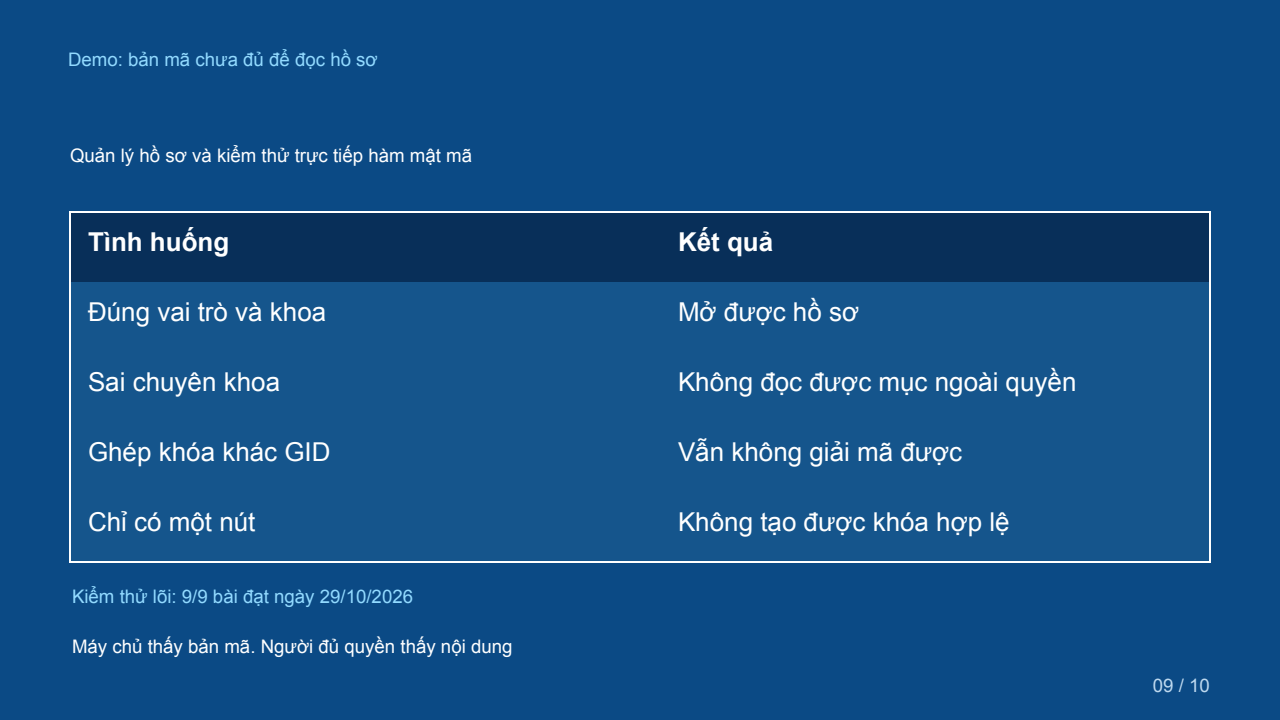 Demo: bản mã chưa đủ để đọc hồ sơ
Quản lý hồ sơ và kiểm thử trực tiếp hàm mật mã
Tình huống
Kết quả
Đúng vai trò và khoa
Mở được hồ sơ
Sai chuyên khoa
Không đọc được mục ngoài quyền
Ghép khóa khác GID
Vẫn không giải mã được
Chỉ có một nút
Không tạo được khóa hợp lệ
Kiểm thử lõi: 9/9 bài đạt ngày 29/10/2026
Máy chủ thấy bản mã. Người đủ quyền thấy nội dung
09 / 10